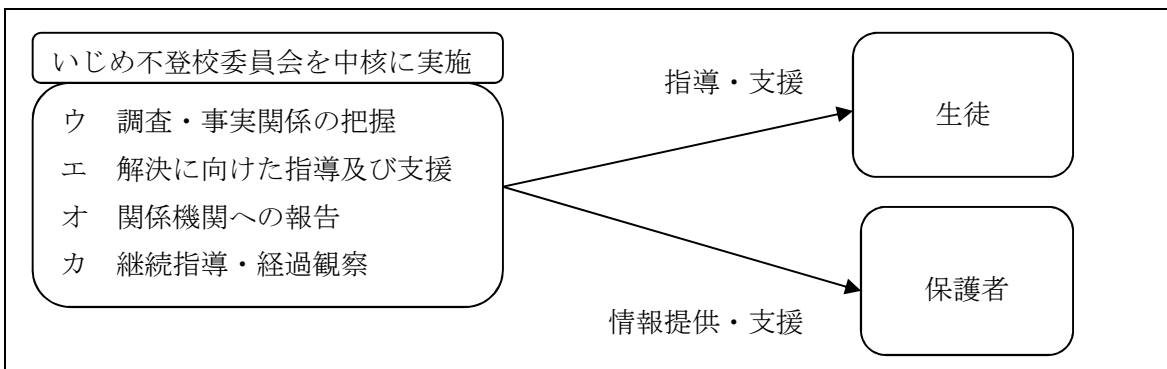 いじめ不登校委員会を中核に実施
ウ　調査・事実関係の把握
エ　解決に向けた指導及び支援
オ　関係機関への報告
カ　継続指導・経過観察
指導・支援
生徒
情報提供・支援
保護者